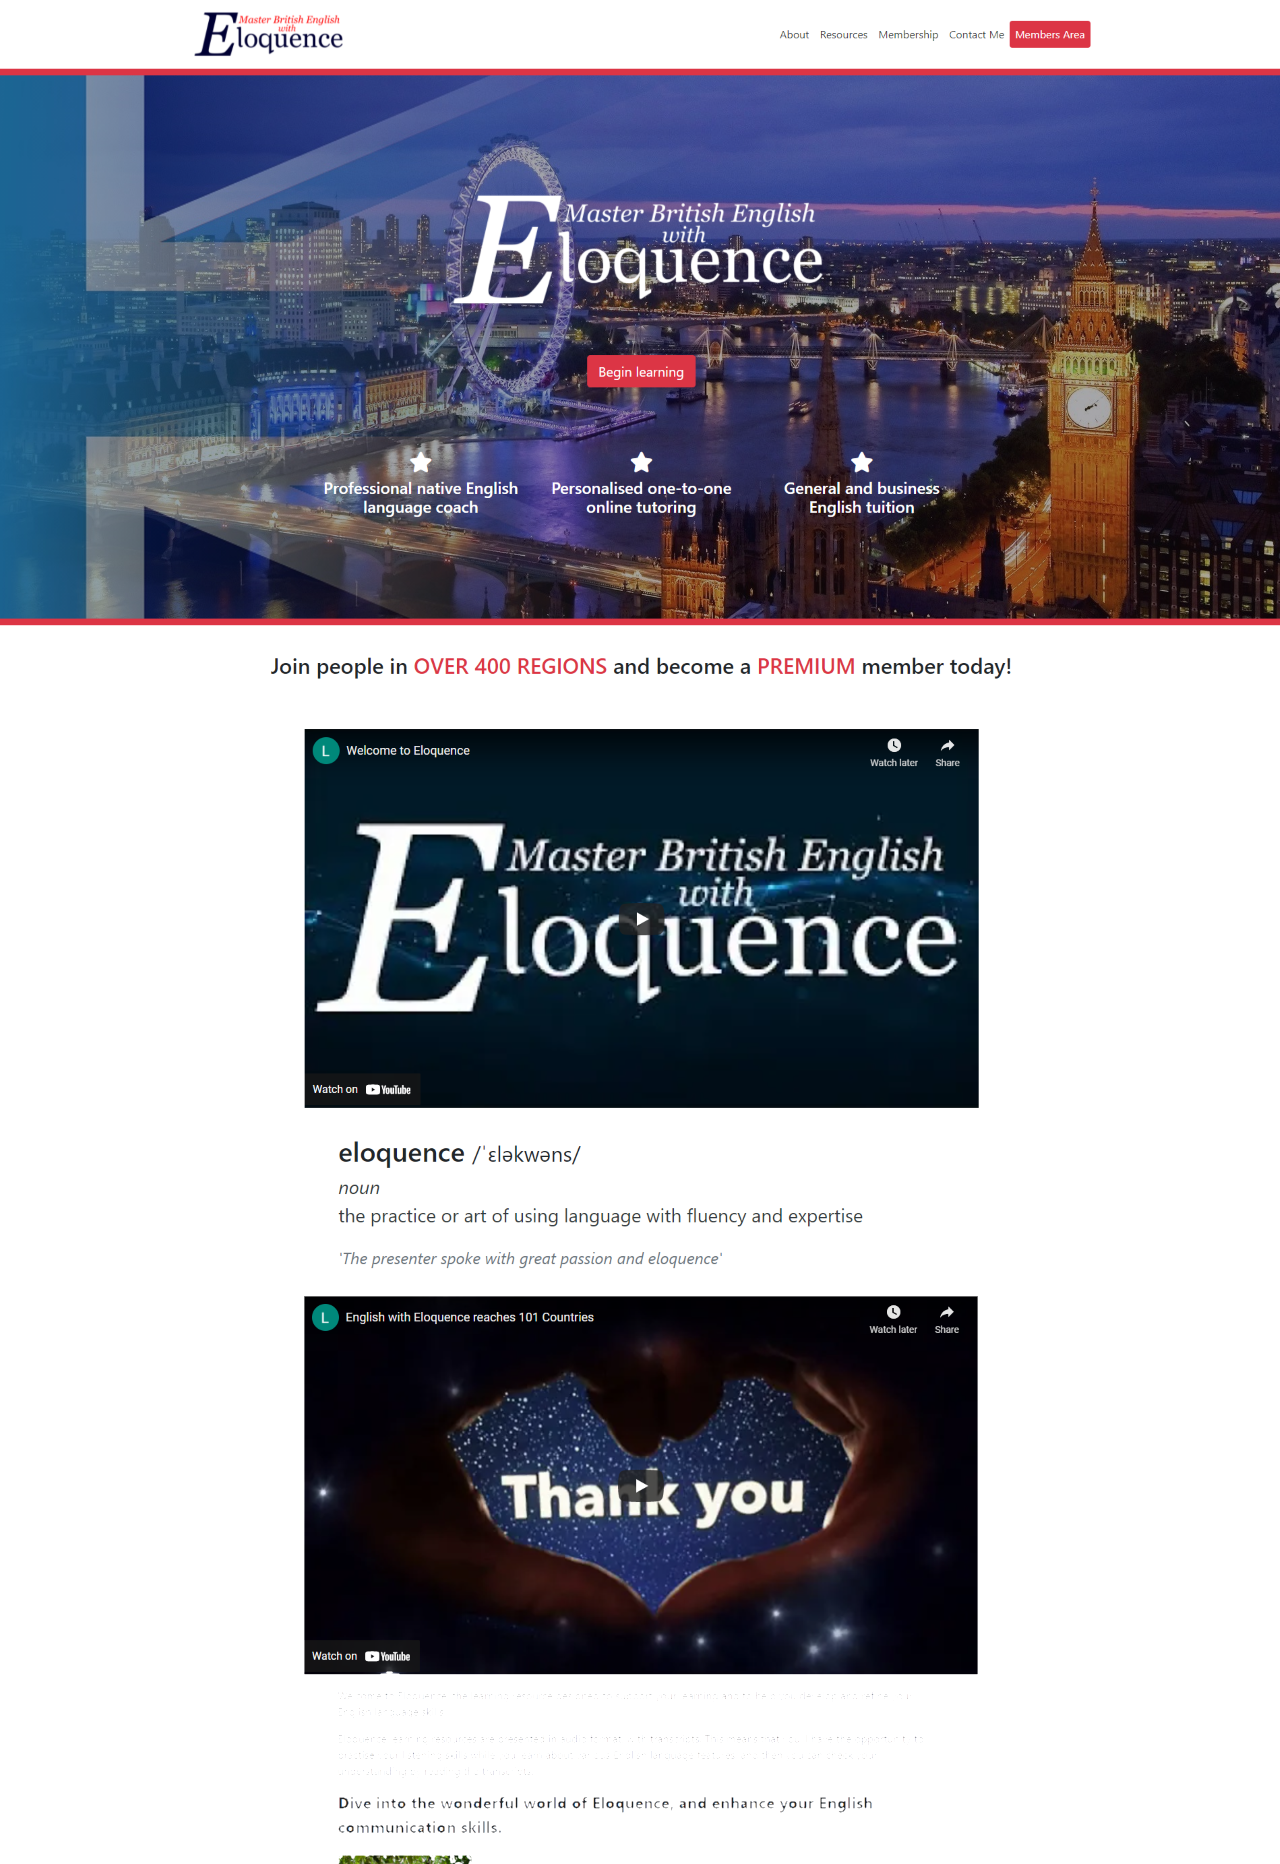 Master British English
with
Eloquence
About Resources Membership Contact Me Members Area
Master British English
with
Eloquence
Begin learning
Professional native English
language coach
Personalised one-to-one
online tutoring
General and business
English tuition
Join people in OVER 400 REGIONS and become a PREMIUM member today!
L Welcome to Eloquence
Watch later Share
Master British English
with
Eloquence
Watch on YouTube
eloquence /ˈɛləkwəns/
noun
the practice or art of using language with fluency and expertise
'The presenter spoke with great passion and eloquence'
L English with Eloquence reaches 101 Countries
Watch later Share
Thank you
Watch on YouTube
Dive into the wonderful world of Eloquence, and enhance your English
communication skills.